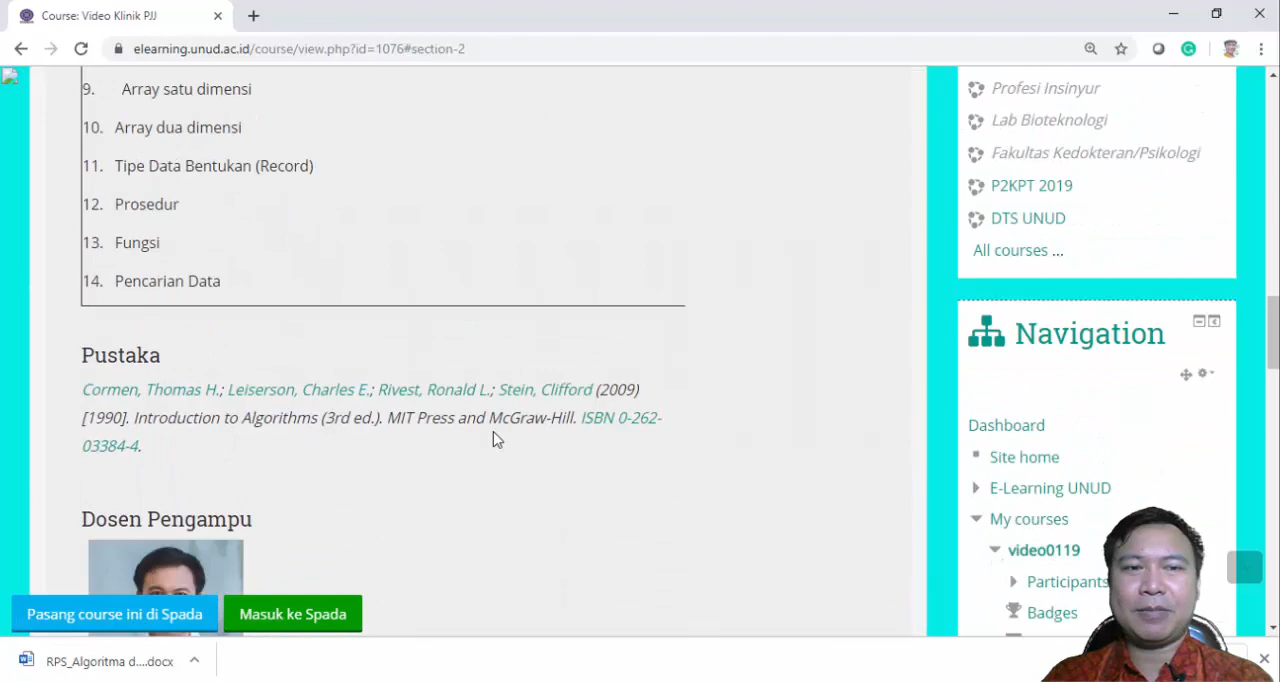 Course: Video Klinik PJJ
elearning.unud.ac.id/course/view.php?id=1076#section-2
9. Array satu dimensi
10. Array dua dimensi
11. Tipe Data Bentukan (Record)
12. Prosedur
13. Fungsi
14. Pencarian Data
Pustaka
Cormen, Thomas H.; Leiserson, Charles E.; Rivest, Ronald L.; Stein, Clifford (2009)
[1990]. Introduction to Algorithms (3rd ed.). MIT Press and McGraw-Hill. ISBN 0-262-
03384-4.
Dosen Pengampu
Pasang course ini di Spada
Masuk ke Spada
Profesi Insinyur
Lab Bioteknologi
Fakultas Kedokteran/Psikologi
P2KPT 2019
DTS UNUD
All courses ...
Navigation
Dashboard
Site home
E-Learning UNUD
My courses
video0119
Participants
Badges
RPS_Algoritma d....docx